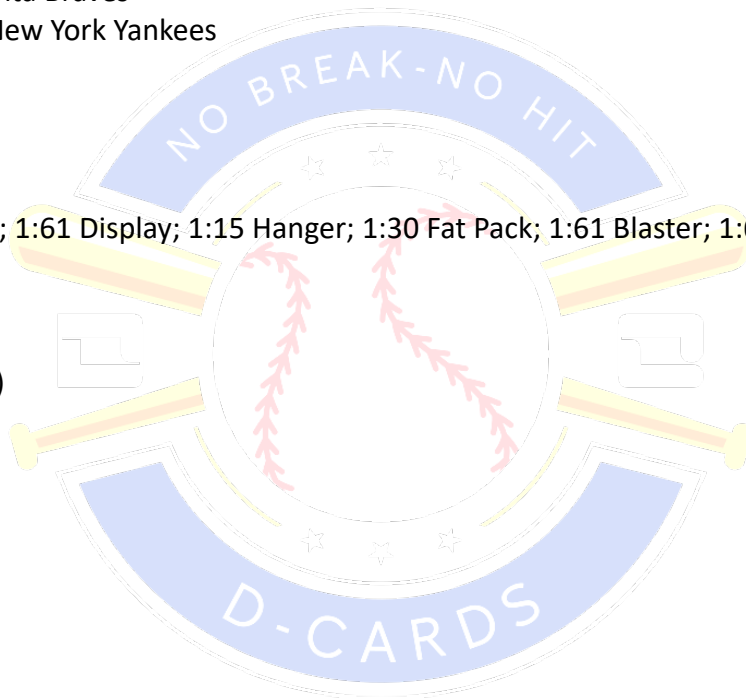 New York Yankees
NO BREAK-NO HIT
; 1:61 Display; 1:15 Hanger; 1:30 Fat Pack; 1:61 Blaster;
)
D-CARDS